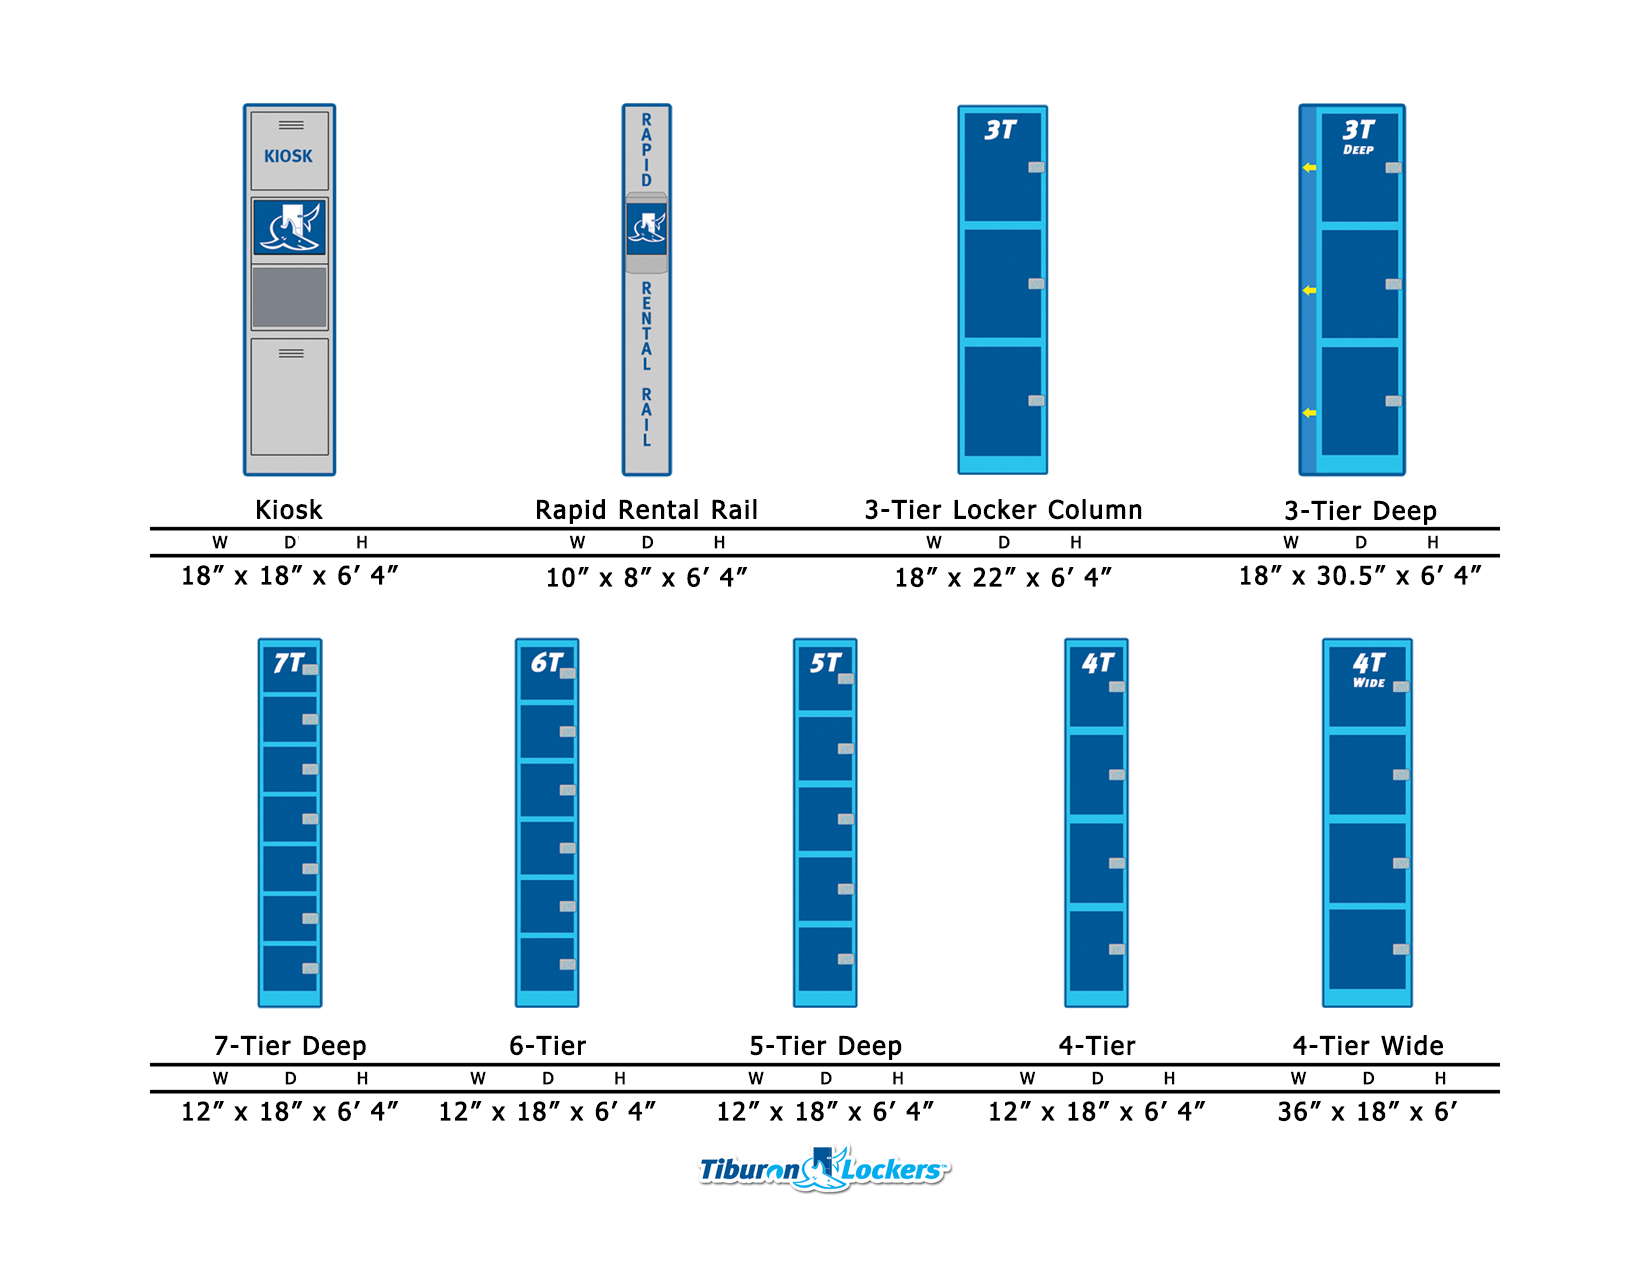 KIOSK
RAPID RENTAL RAIL
3T
3T
DEEP
Kiosk
Rapid Rental Rail
3-Tier Locker Column
3-Tier Deep
W D H
W D H
W D H
W D H
18” x 18” x 6’ 4”
10” x 8” x 6’ 4”
18” x 22” x 6’ 4”
18” x 30.5” x 6’ 4”
7T
6T
5T
4T
4T
WIDE
7-Tier Deep
6-Tier
5-Tier Deep
4-Tier
4-Tier Wide
W D H
W D H
W D H
W D H
W D H
12” x 18” x 6’ 4”
12” x 18” x 6’ 4”
12” x 18” x 6’ 4”
12” x 18” x 6’ 4”
36” x 18” x 6’
Tiburon Lockers™